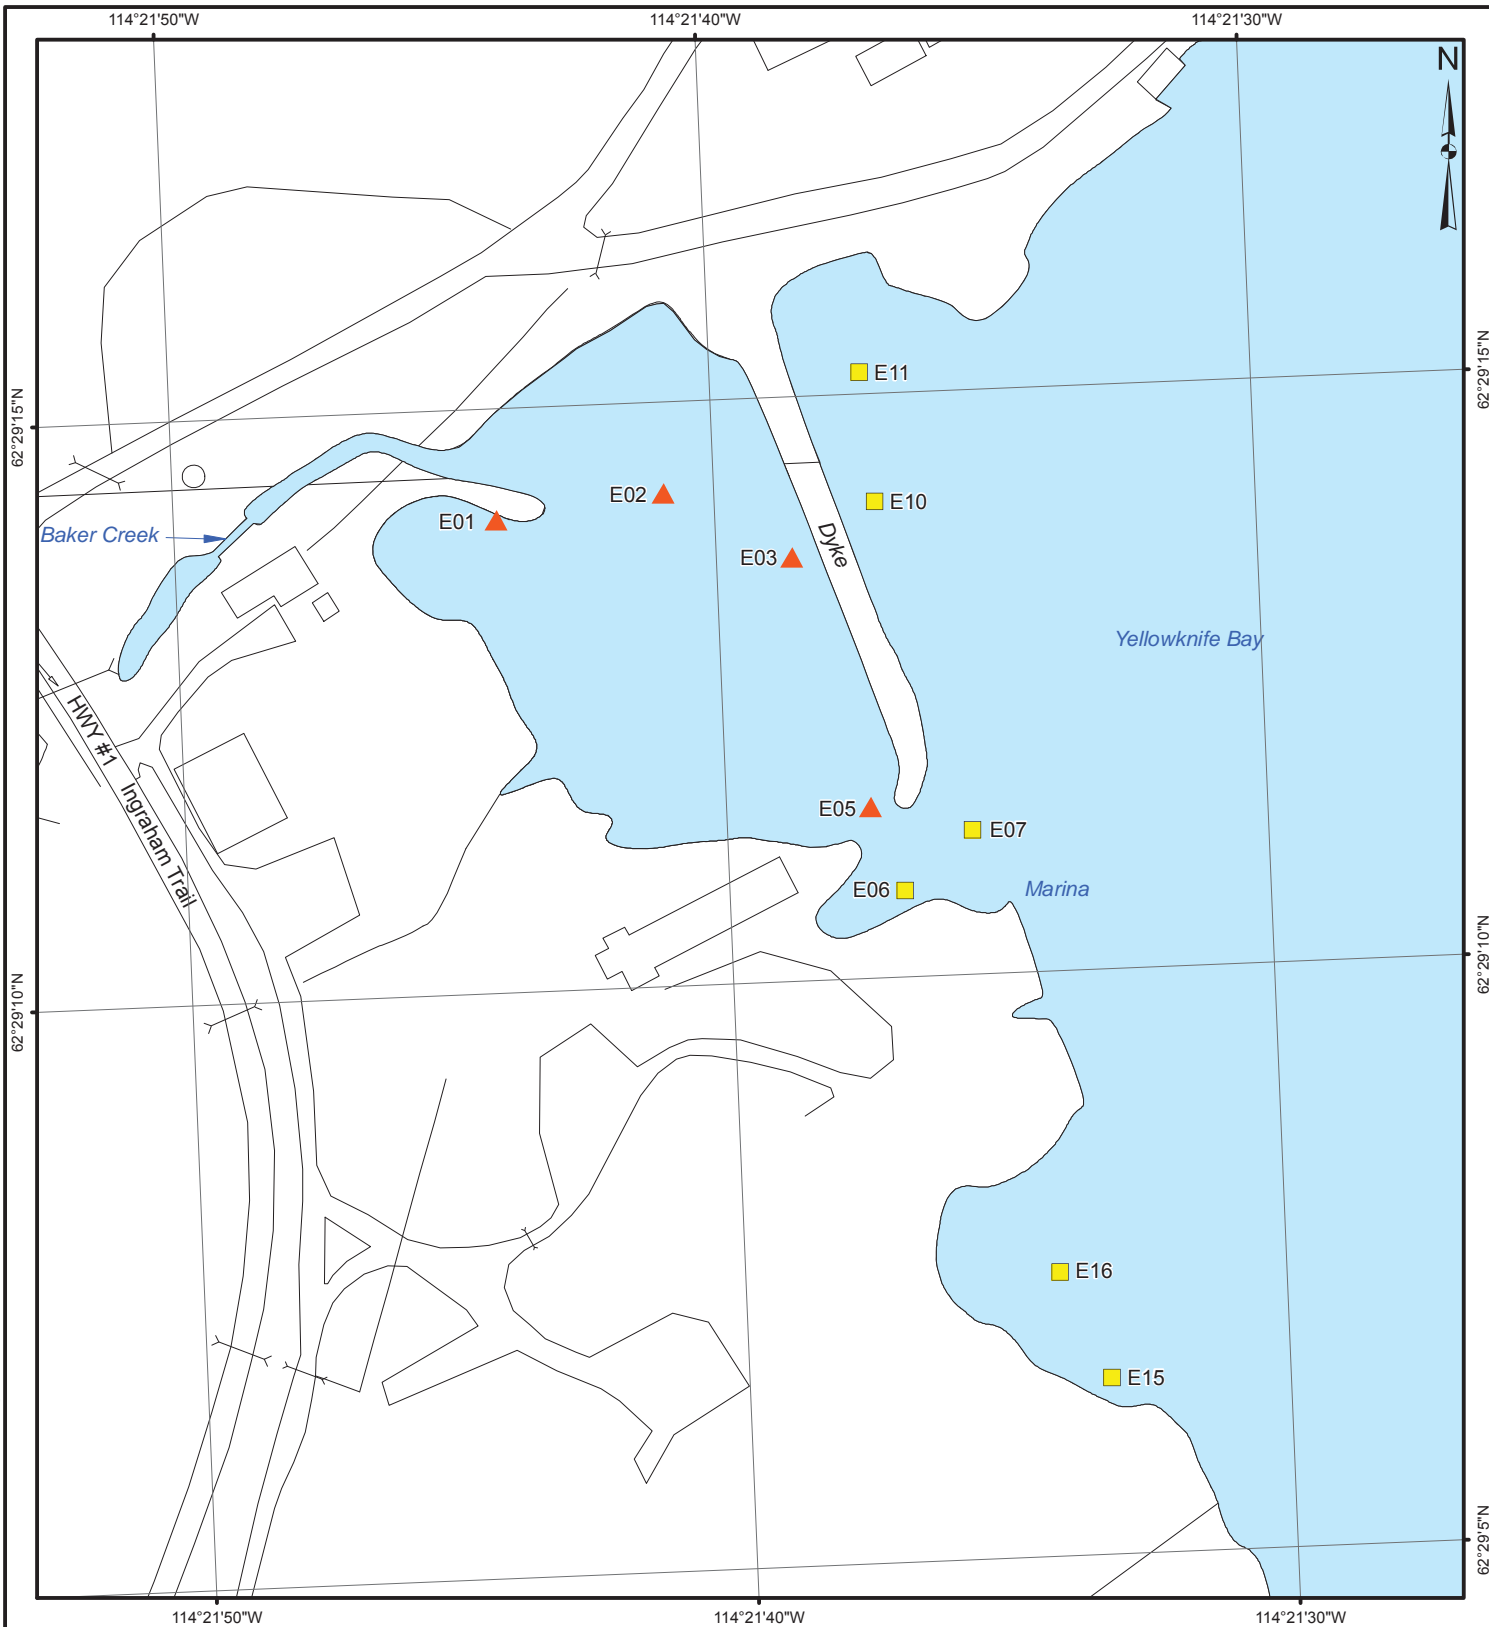 114°21'50"W
114°21'40"W
114°21'30"W
N
62°29'15"N
62°29'15"N
E11
E02
E10
E01
Baker Creek
Dyke
E03
Yellowknife Bay
HWY #1 Ingraham Trail
E05
E07
E06
Marina
62°29'10"N
62°29'10"N
E16
E15
62°29'5"N
114°21'50"W
114°21'40"W
114°21'30"W